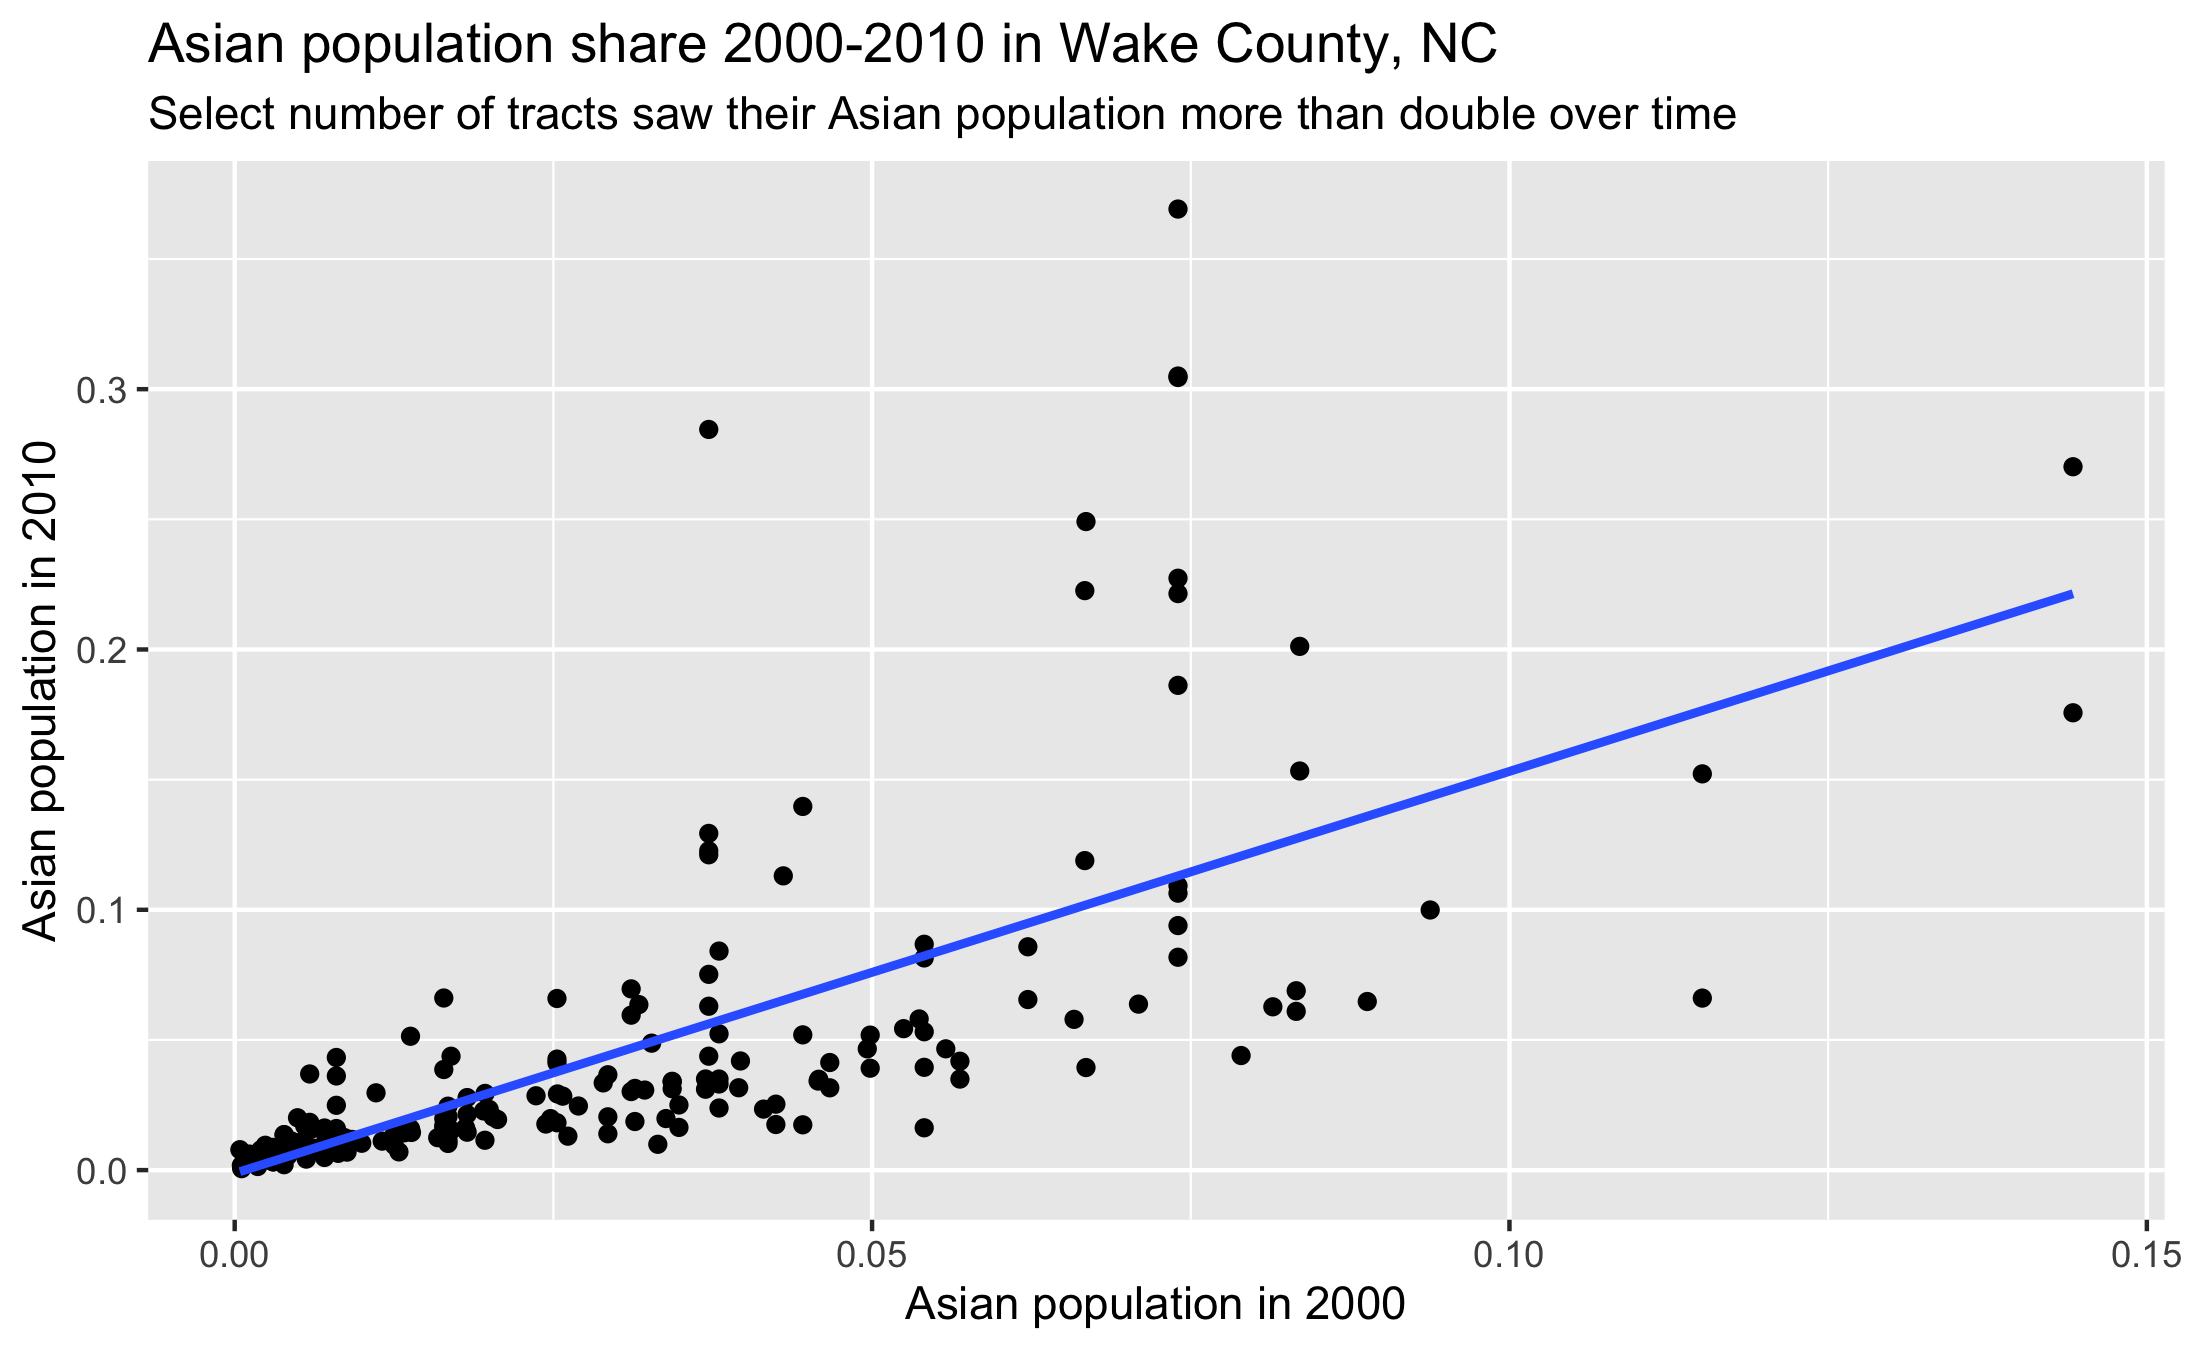 Asian population share 2000-2010 in Wake County, NC
Select number of tracts saw their Asian population more than double over time
Asian population in 2010
0.3
0.2
0.1
0.0
0.00 0.05 0.10 0.15
Asian population in 2000